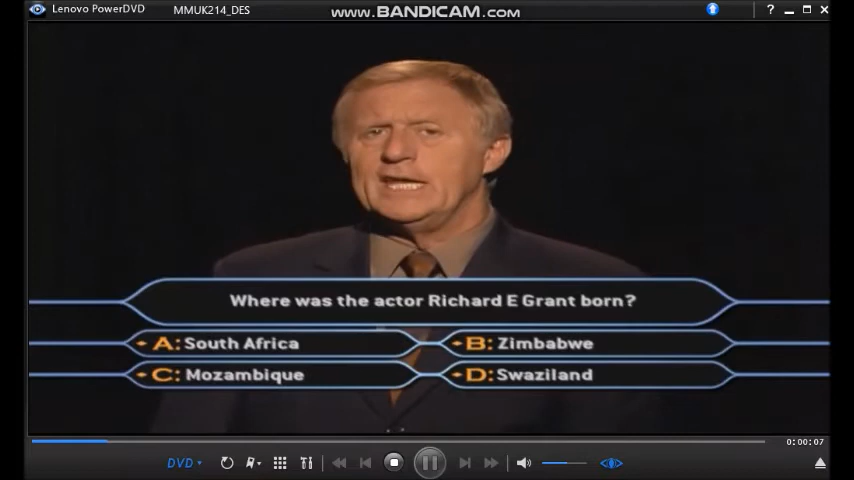 Lenovo PowerDVD
MMUK214_DES
www.BANDICAM.com
?
Where was the actor Richard E Grant born?
A: South Africa
B: Zimbabwe
C: Mozambique
D: Swaziland
0:00:07
DVD